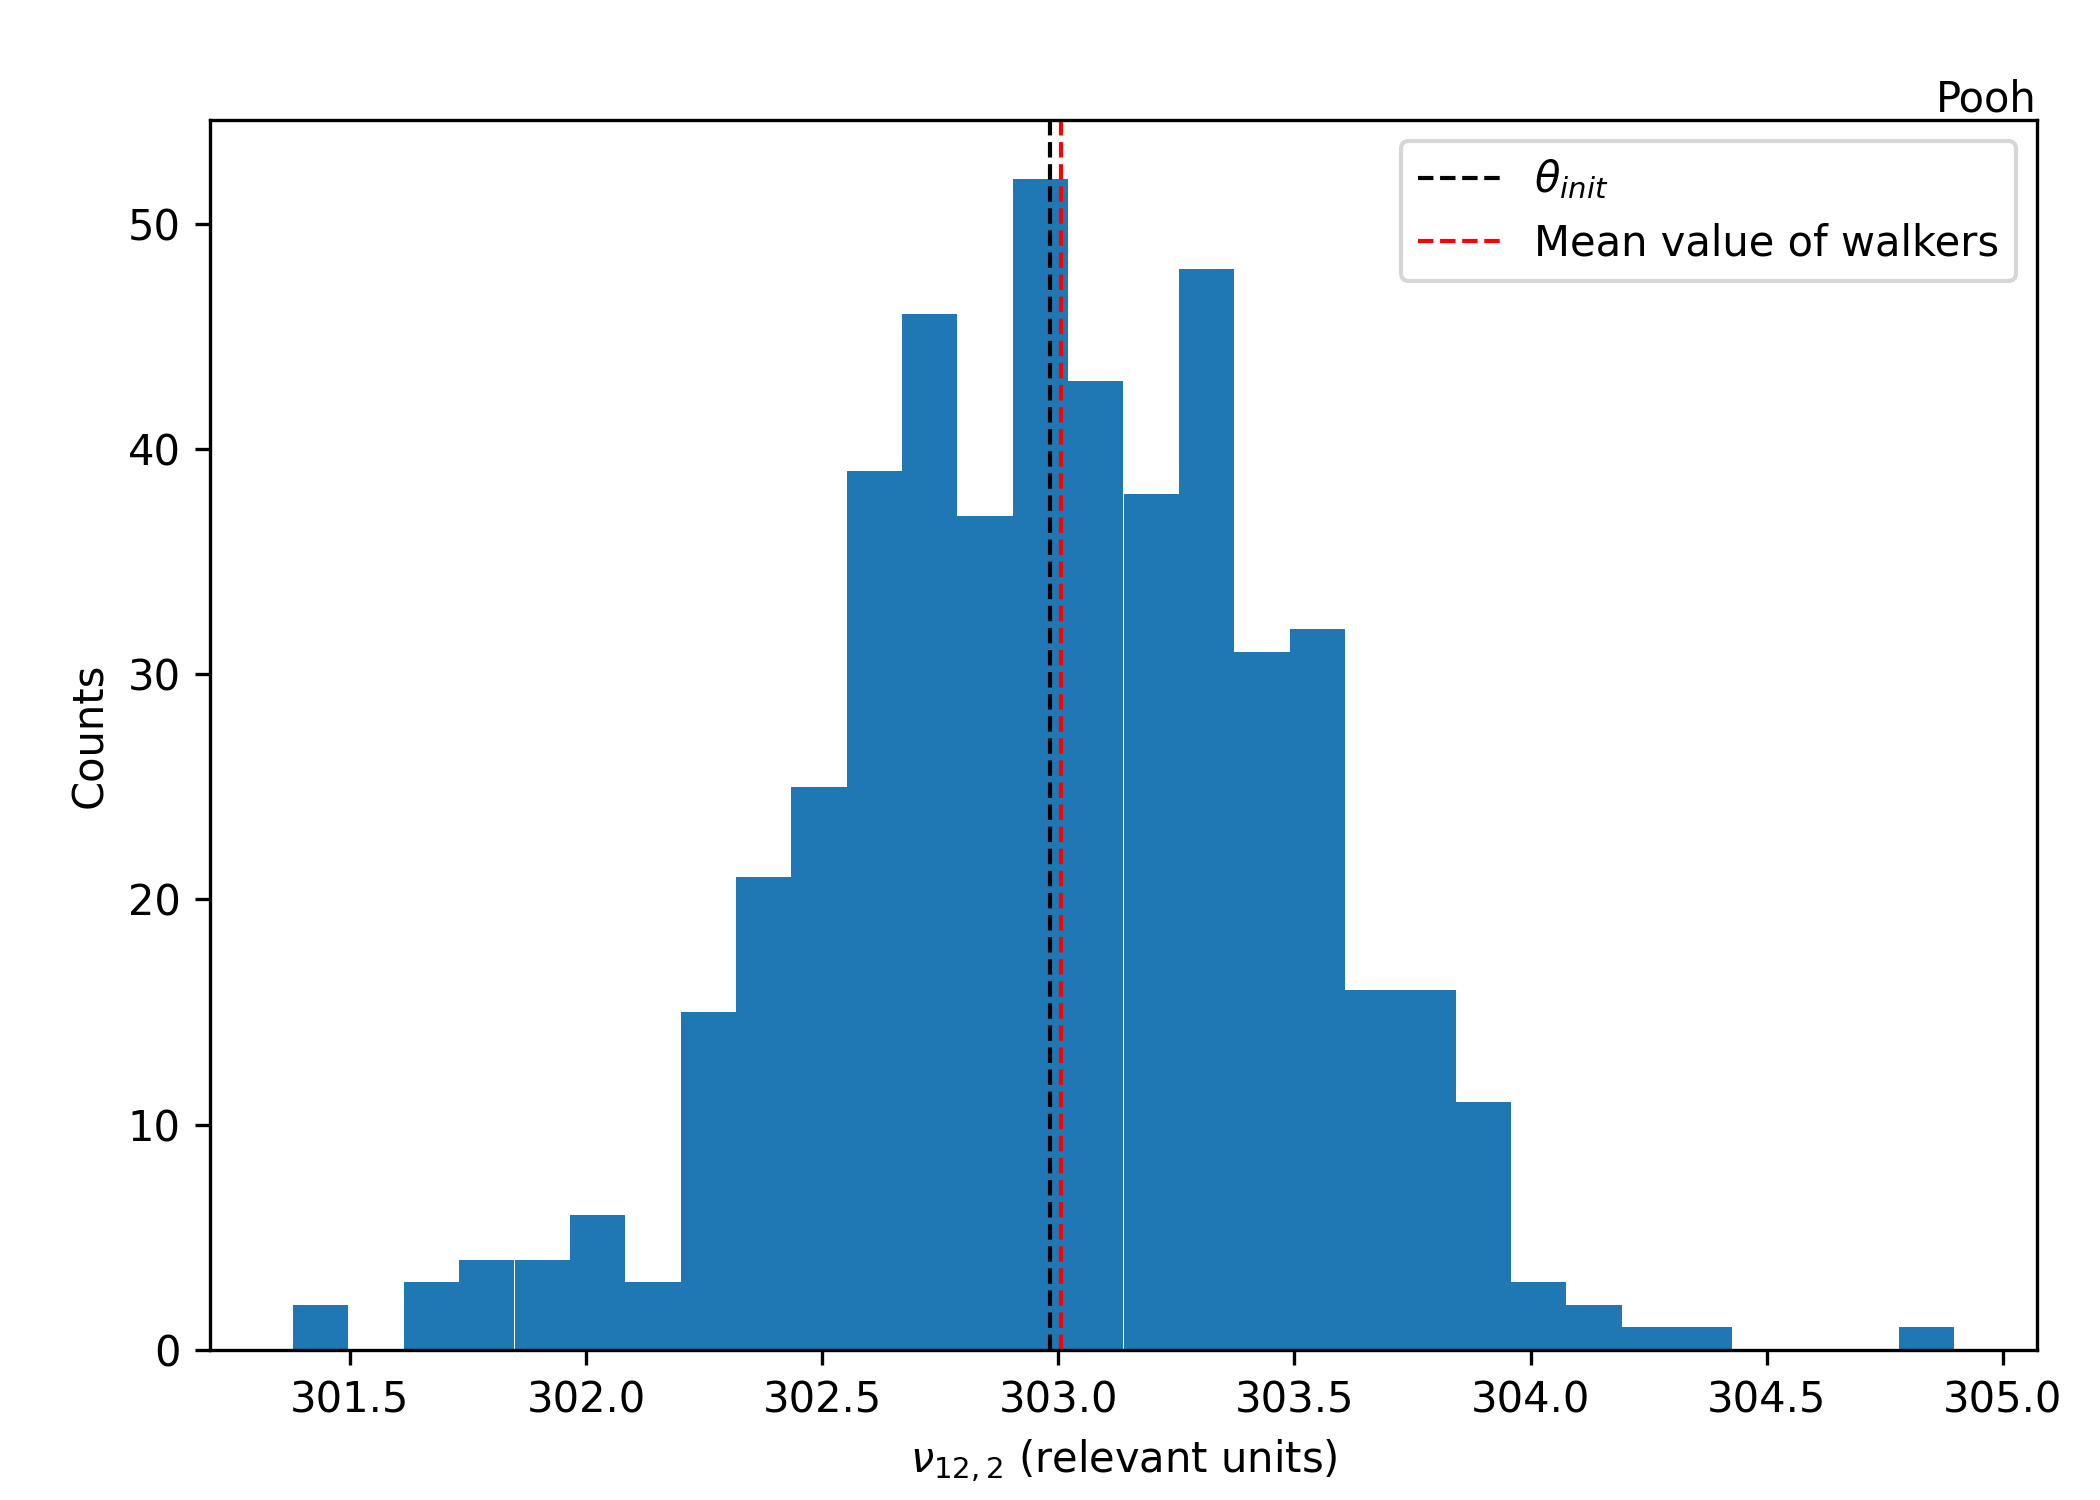 Pooh
θinit
Mean value of walkers
Counts
50
40
30
20
10
0
301.5 302.0 302.5 303.0 303.5 304.0 304.5 305.0
ν12, 2 (relevant units)